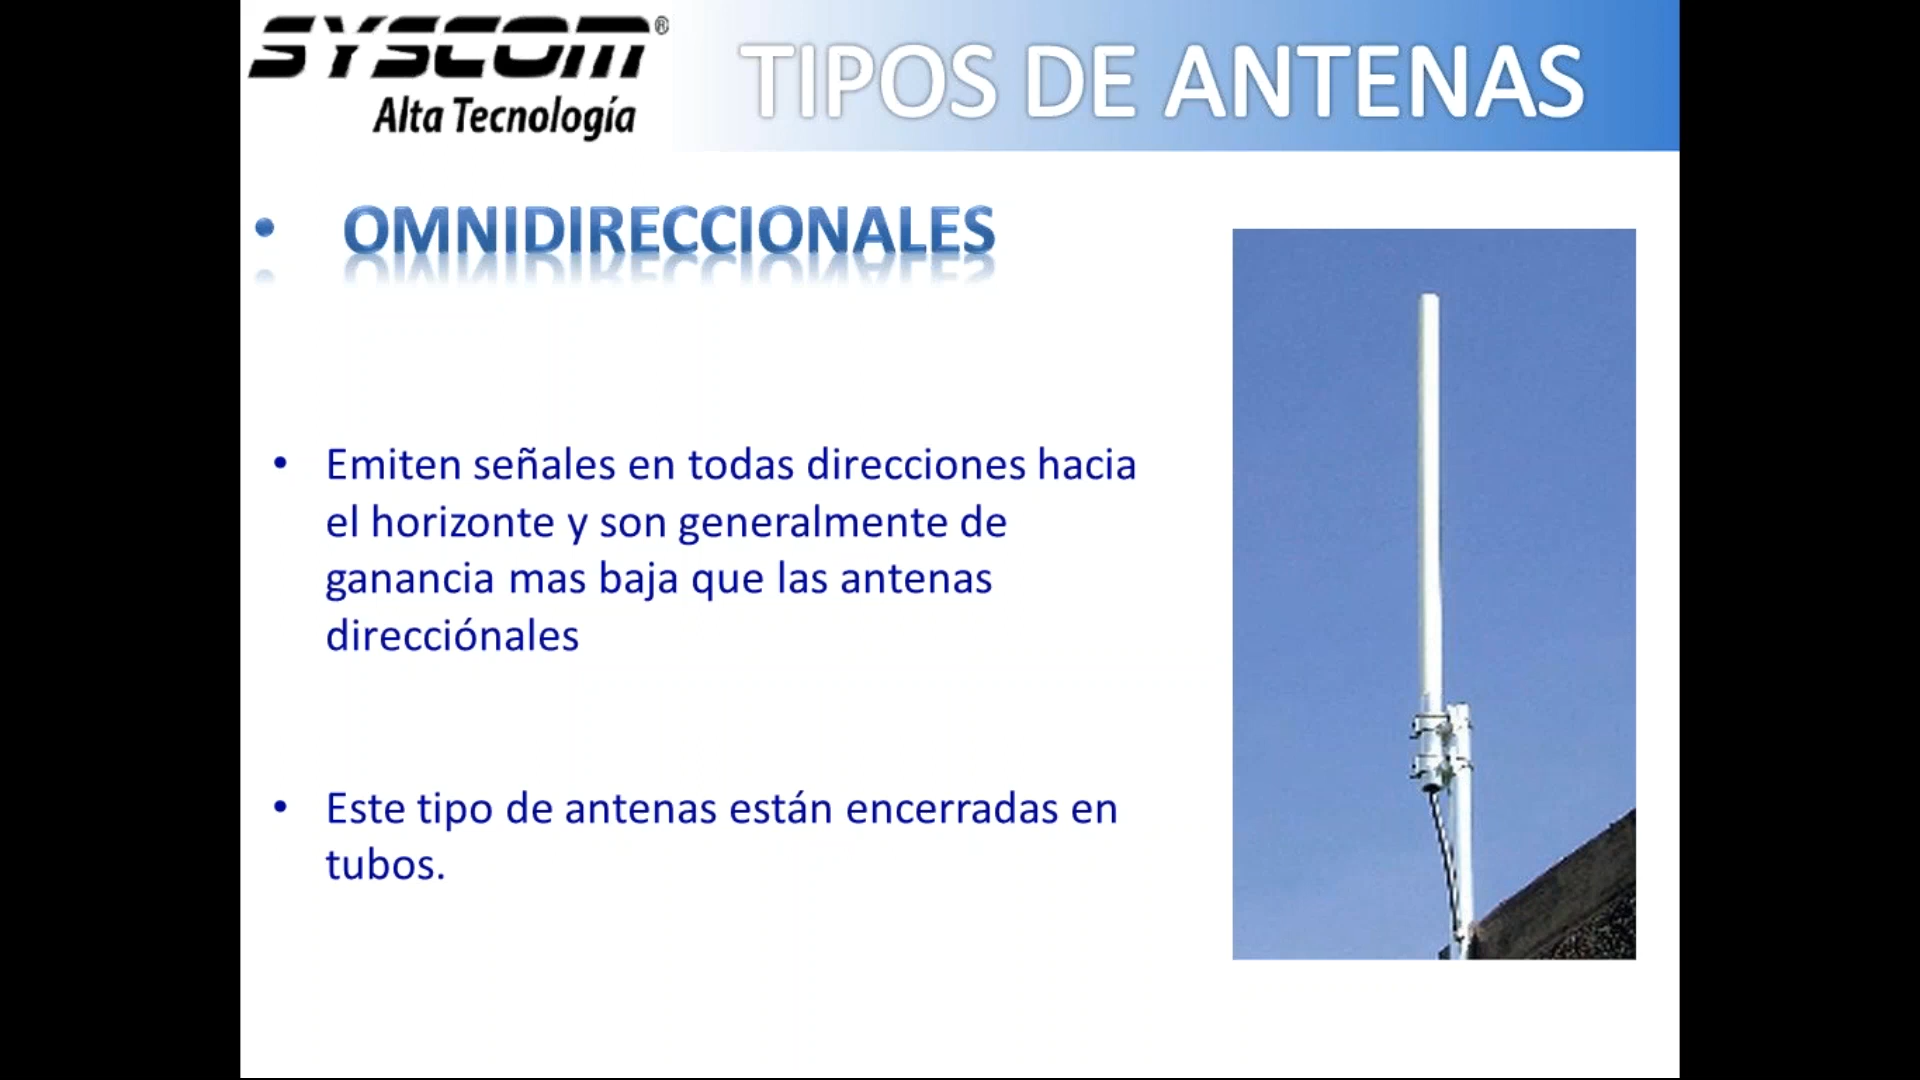 SYSCOM®
Alta Tecnología
TIPOS DE ANTENAS
• OMNIDIRECCIONALES
• Emiten señales en todas direcciones hacia
el horizonte y son generalmente de
ganancia mas baja que las antenas
direcciónales
• Este tipo de antenas están encerradas en
tubos.